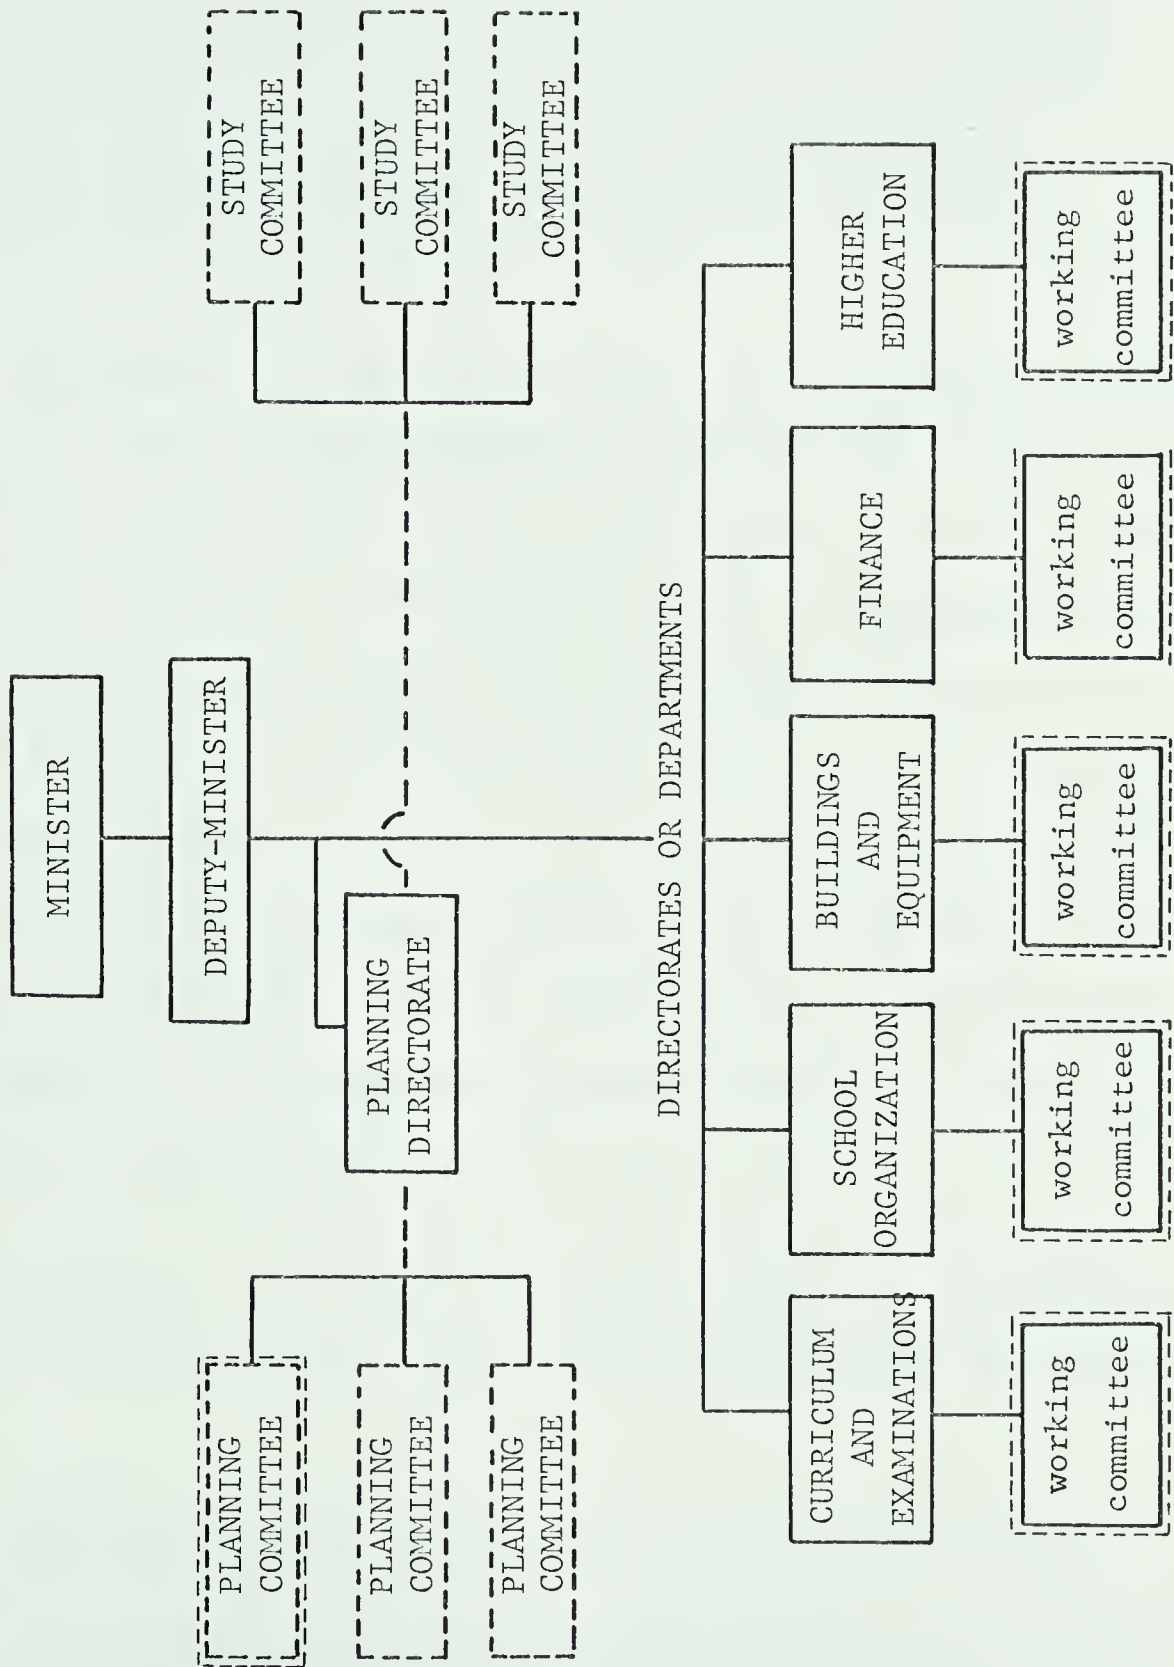 MINISTER
DEPUTY-MINISTER
PLANNING
DIRECTORATE
PLANNING
COMMITTEE
PLANNING
COMMITTEE
PLANNING
COMMITTEE
STUDY
COMMITTEE
STUDY
COMMITTEE
STUDY
COMMITTEE
DIRECTORATES OR DEPARTMENTS
CURRICULUM
AND
EXAMINATIONS
SCHOOL
ORGANIZATION
BUILDINGS
AND
EQUIPMENT
FINANCE
HIGHER
EDUCATION
working
committee
working
committee
working
committee
working
committee
working
committee